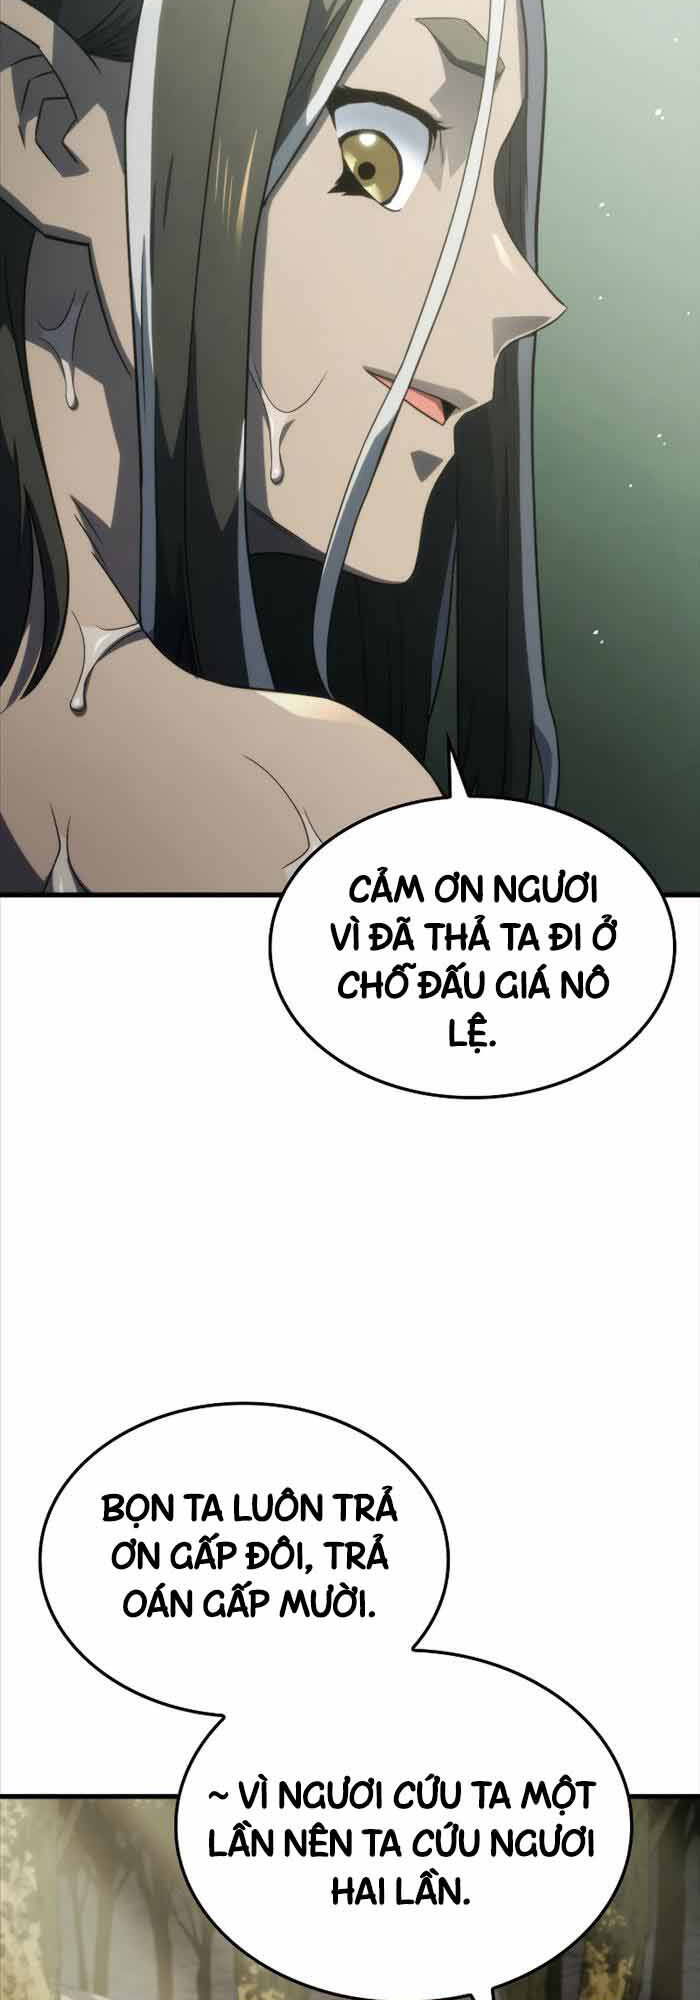 CẢM ƠN NGƯƠI
VÌ ĐÃ THẢ TA ĐI Ở
CHỖ ĐẤU GIÁ NÔ
LỆ.
BỌN TA LUÔN TRẢ
ƠN GẤP ĐÔI, TRẢ
OÁN GẤP MƯỜI.
~ VÌ NGƯƠI CỨU TA MỘT
LẦN NÊN TA CỨU NGƯƠI
HAI LẦN.